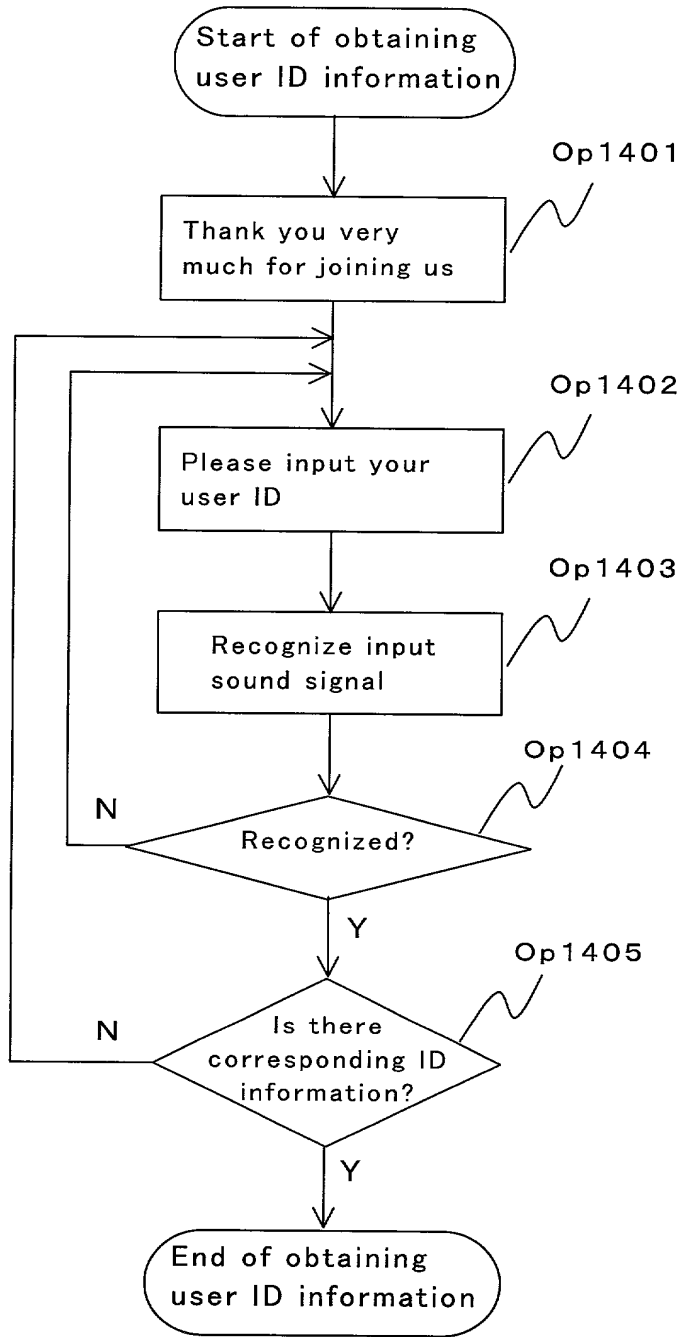 Start of obtaining
user ID information
Op1401
Thank you very
much for joining us
Op1402
Please input your
user ID
Op1403
Recognize input
sound signal
Op1404
N
Recognized?
Y
Op1405
N
Is there
corresponding ID
information?
Y
End of obtaining
user ID information